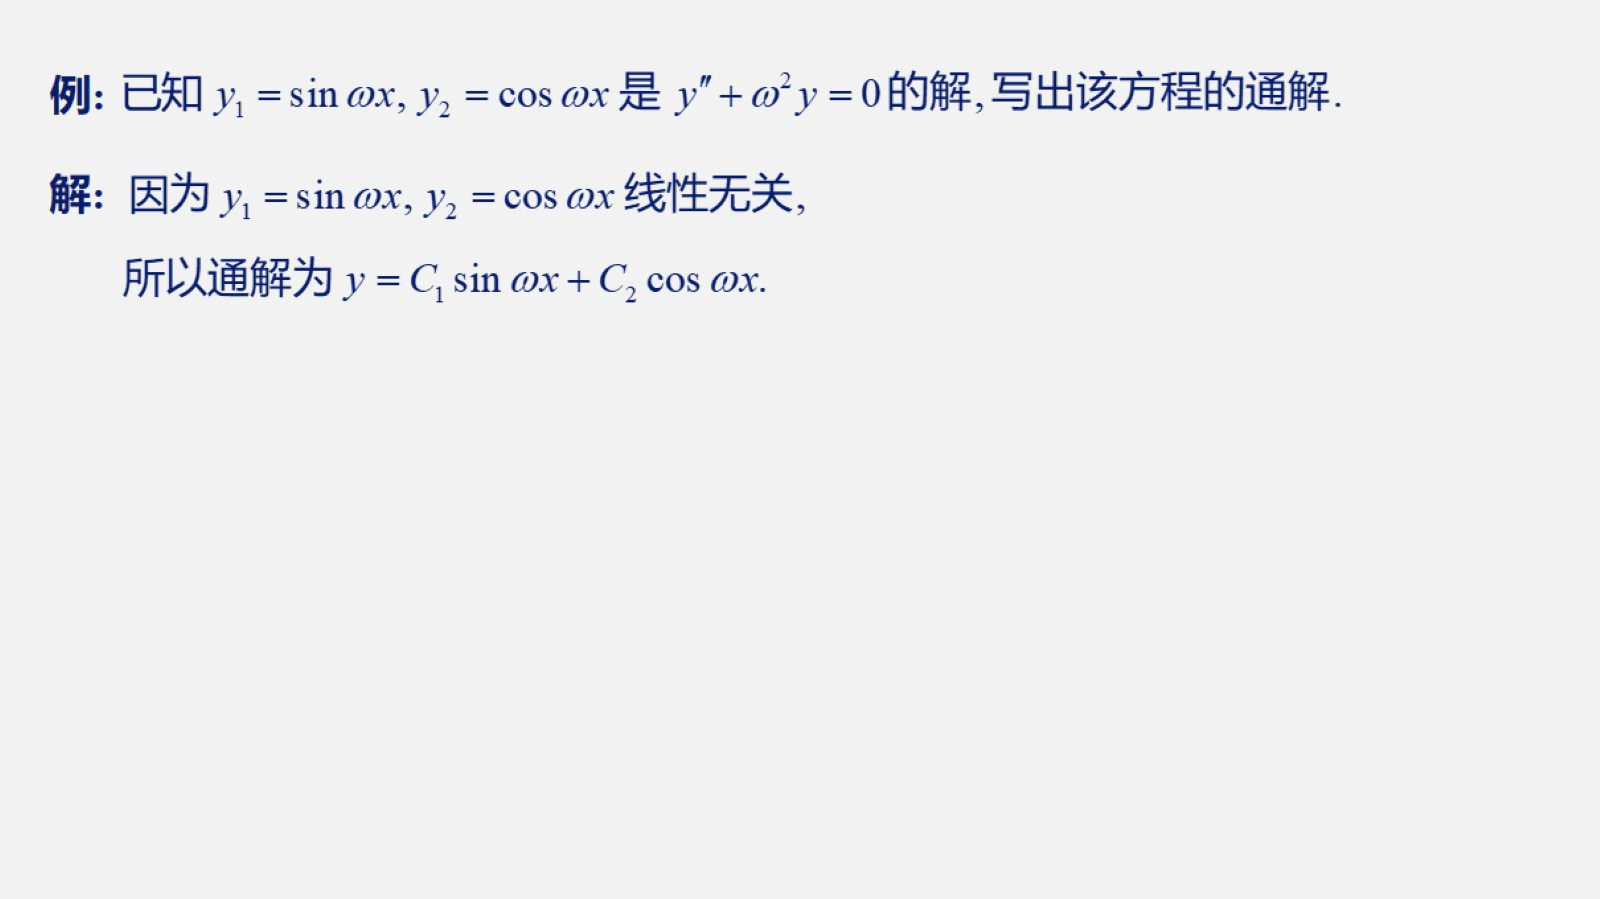 例: 已知 y₁ = sin ωx, y₂ = cos ωx 是 y″ + ω² y = 0 的解, 写出该方程的通解.
解: 因为 y₁ = sin ωx, y₂ = cos ωx 线性无关,
所以通解为 y = C₁ sin ωx + C₂ cos ωx.